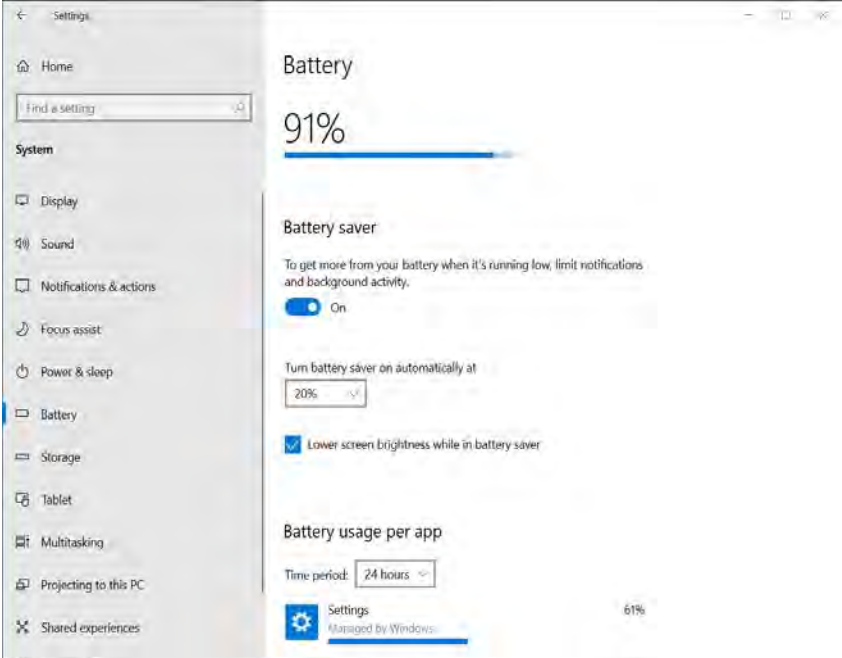 Settings
Home
Find a setting
System
Display
Sound
Notifications & actions
Focus assist
Power & sleep
Battery
Storage
Tablet
Multitasking
Projecting to this PC
Shared experiences
Battery
91%
Battery saver
To get more from your battery when it's running low, limit notifications
and background activity.
On
Turn battery saver on automatically at
20%
Lower screen brightness while in battery saver
Battery usage per app
Time period: 24 hours
Settings 61%
Managed by Windows